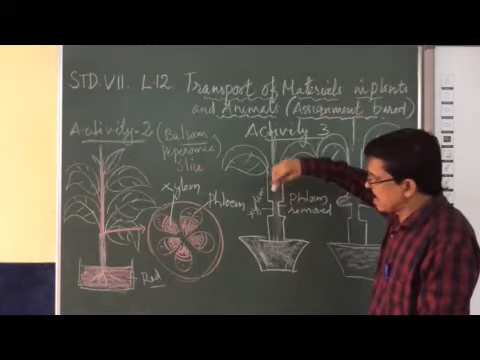 STD.VII. L.12. Transport of Materials in plants
and Animals (Assignment based)
Activity-2 (Balsam
Peperomia
Slice
Xylem
Phloem
Red
Activity 3
Phloem
removed